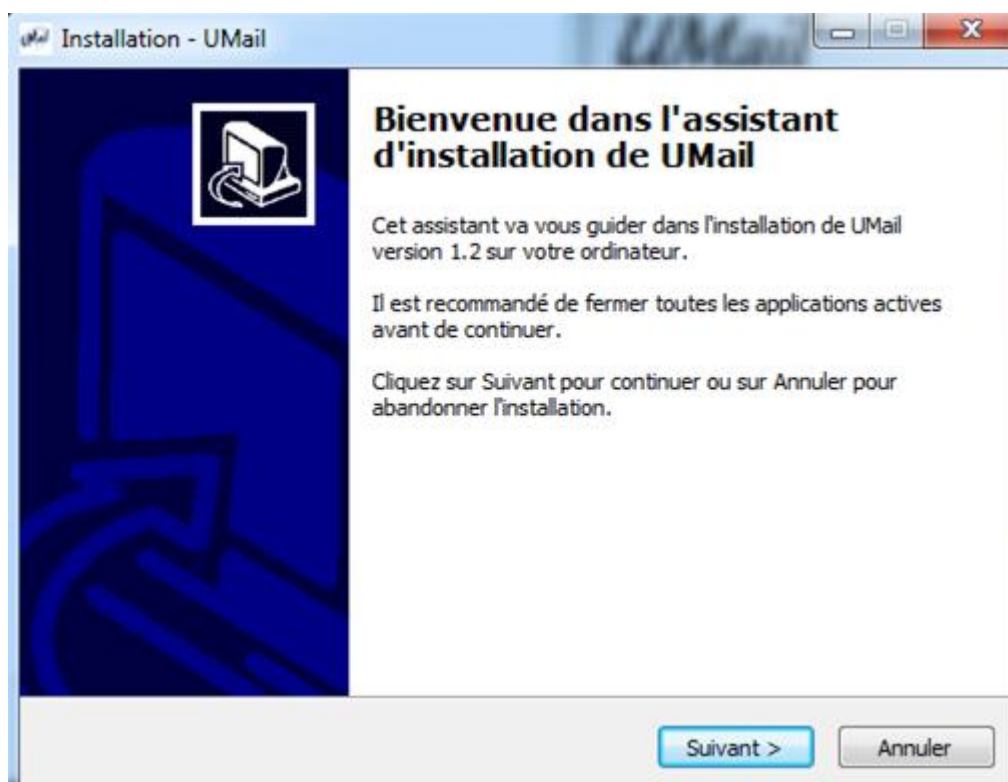 Installation - UMail
UMail
Bienvenue dans l'assistant
d'installation de UMail
Cet assistant va vous guider dans l'installation de UMail
version 1.2 sur votre ordinateur.
Il est recommandé de fermer toutes les applications actives
avant de continuer.
Cliquez sur Suivant pour continuer ou sur Annuler pour
abandonner l'installation.
Suivant >
Annuler